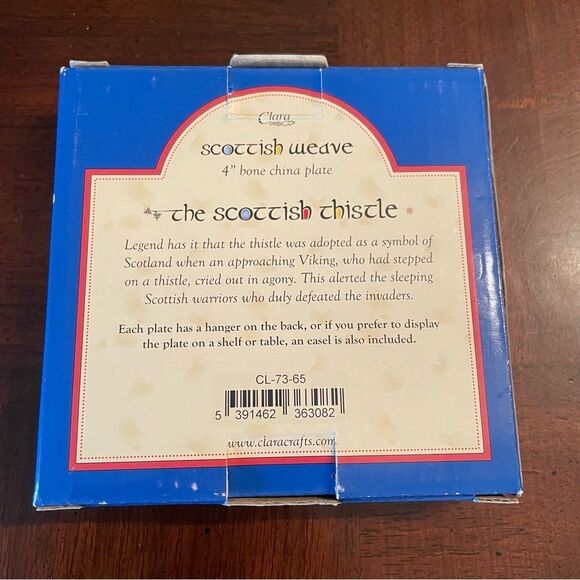 Clara
scottish weave
4" bone china plate
the scottish thistle
Legend has it that the thistle was adopted as a symbol of
Scotland when an approaching Viking, who had stepped
on a thistle, cried out in agony. This alerted the sleeping
Scottish warriors who duly defeated the invaders.
Each plate has a hanger on the back, or if you prefer to display
the plate on a shelf or table, an easel is also included.
CL-73-65
5 391462 363082
www.claracrafts.com